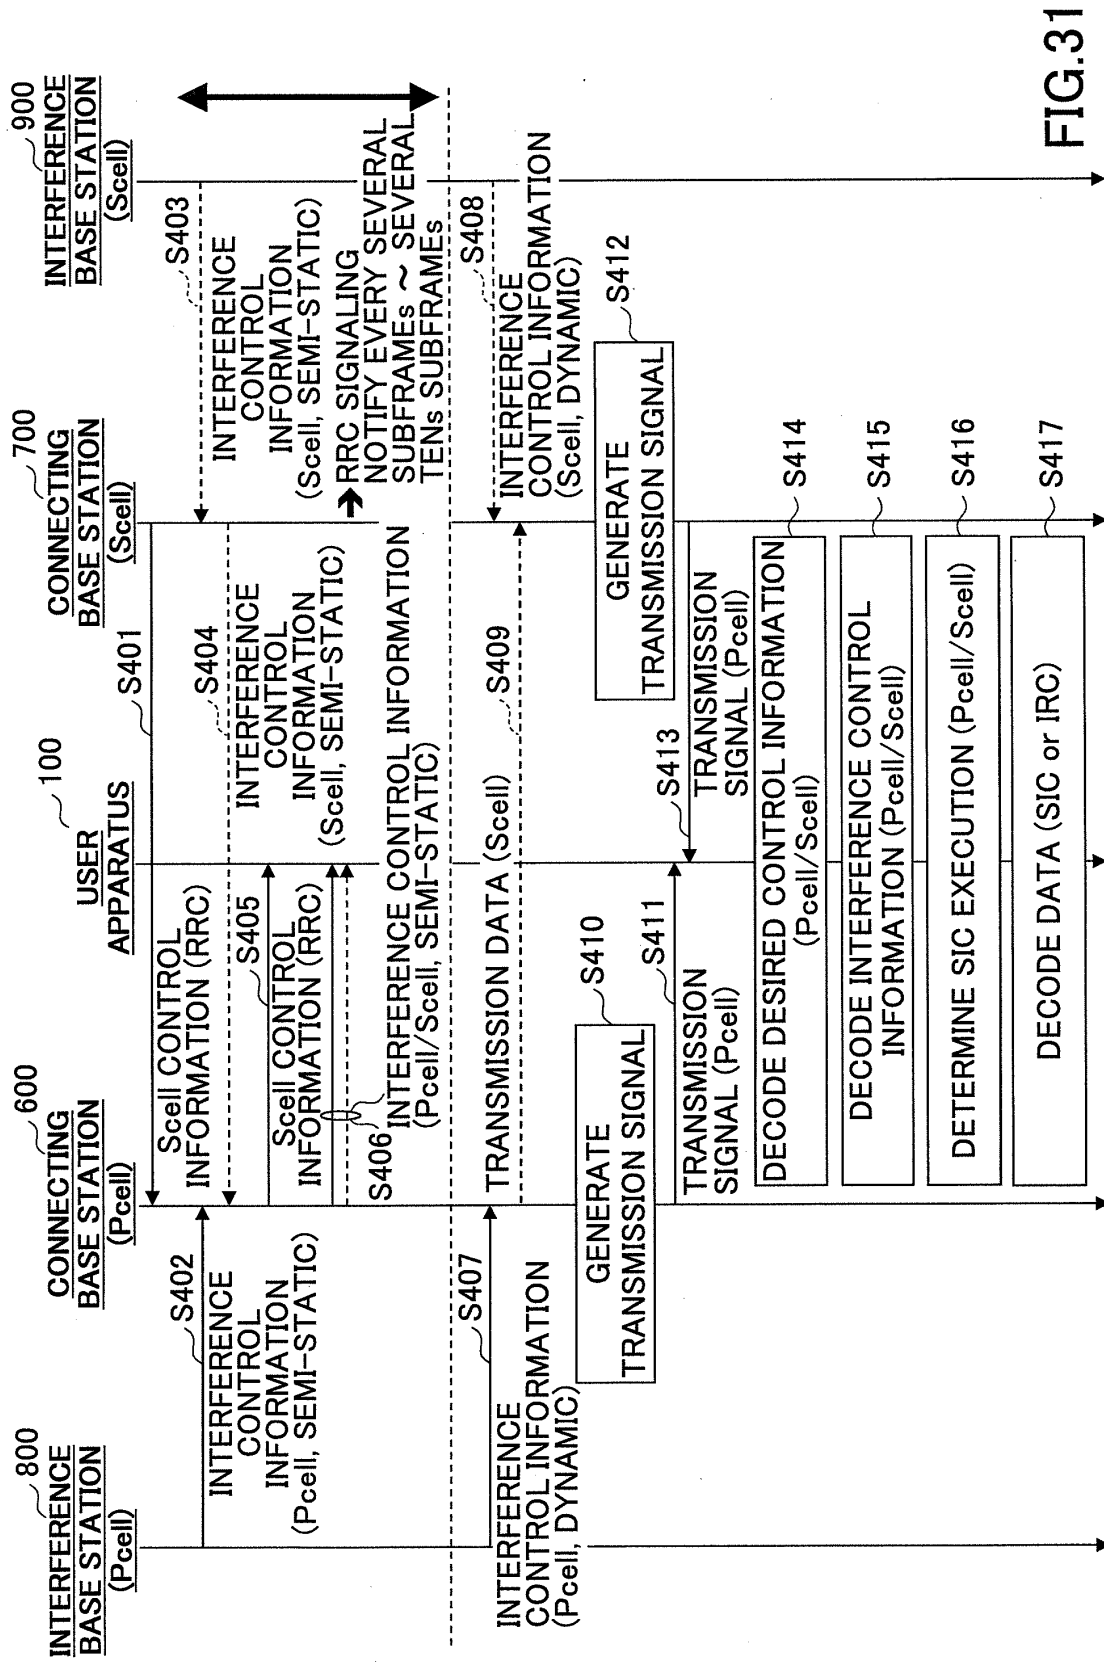 800
INTERFERENCE
BASE STATION
(Pcell)
600
CONNECTING
BASE STATION
(Pcell)
100
USER
APPARATUS
700
CONNECTING
BASE STATION
(Scell)
900
INTERFERENCE
BASE STATION
(Scell)
S401
Scell CONTROL
INFORMATION (RRC)
S402
INTERFERENCE
CONTROL
INFORMATION
(Pcell, SEMI-STATIC)
S403
INTERFERENCE
CONTROL
INFORMATION
(Scell, SEMI-STATIC)
S404
INTERFERENCE
CONTROL
INFORMATION
(Scell, SEMI-STATIC)
S405
Scell CONTROL
INFORMATION (RRC)
S406
INTERFERENCE CONTROL INFORMATION
(Pcell/Scell, SEMI-STATIC)
➔ RRC SIGNALING
NOTIFY EVERY SEVERAL
SUBFRAMEs ~ SEVERAL
TENs SUBFRAMEs
S407
INTERFERENCE
CONTROL INFORMATION
(Pcell, DYNAMIC)
S408
INTERFERENCE
CONTROL INFORMATION
(Scell, DYNAMIC)
TRANSMISSION DATA (Scell)
S409
S410
GENERATE
TRANSMISSION SIGNAL
S411
TRANSMISSION
SIGNAL (Pcell)
S412
GENERATE
TRANSMISSION SIGNAL
S413
TRANSMISSION
SIGNAL (Pcell)
DECODE DESIRED CONTROL INFORMATION
(Pcell/Scell)
S414
DECODE INTERFERENCE CONTROL
INFORMATION (Pcell/Scell)
S415
DETERMINE SIC EXECUTION (Pcell/Scell)
S416
DECODE DATA (SIC or IRC)
S417
FIG.31